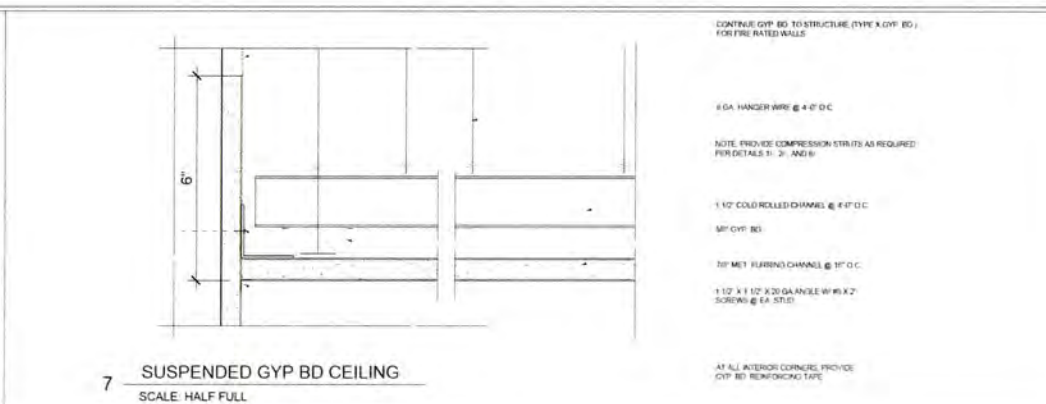 CONTINUE GYP BD TO STRUCTURE (TYPE X GYP BD)
FOR FIRE RATED WALLS
GA HANGER WIRE @ 4'-0" O.C.
NOTE: PROVIDE COMPRESSION STRUTS AS REQUIRED
PER DETAILS 1/-, 2/-, AND 6/-
1 1/2" COLD ROLLED CHANNEL @ 4'-0" O.C.
5/8" GYP BD
7/8" MET. FURRING CHANNEL @ 16" O.C.
1 1/2" X 1 1/2" X 20 GA ANGLE W/ #8 X 2"
SCREWS @ EA. STUD
AT ALL INTERIOR CORNERS, PROVIDE
GYP BD REINFORCING TAPE
6"
7 SUSPENDED GYP BD CEILING
SCALE: HALF FULL